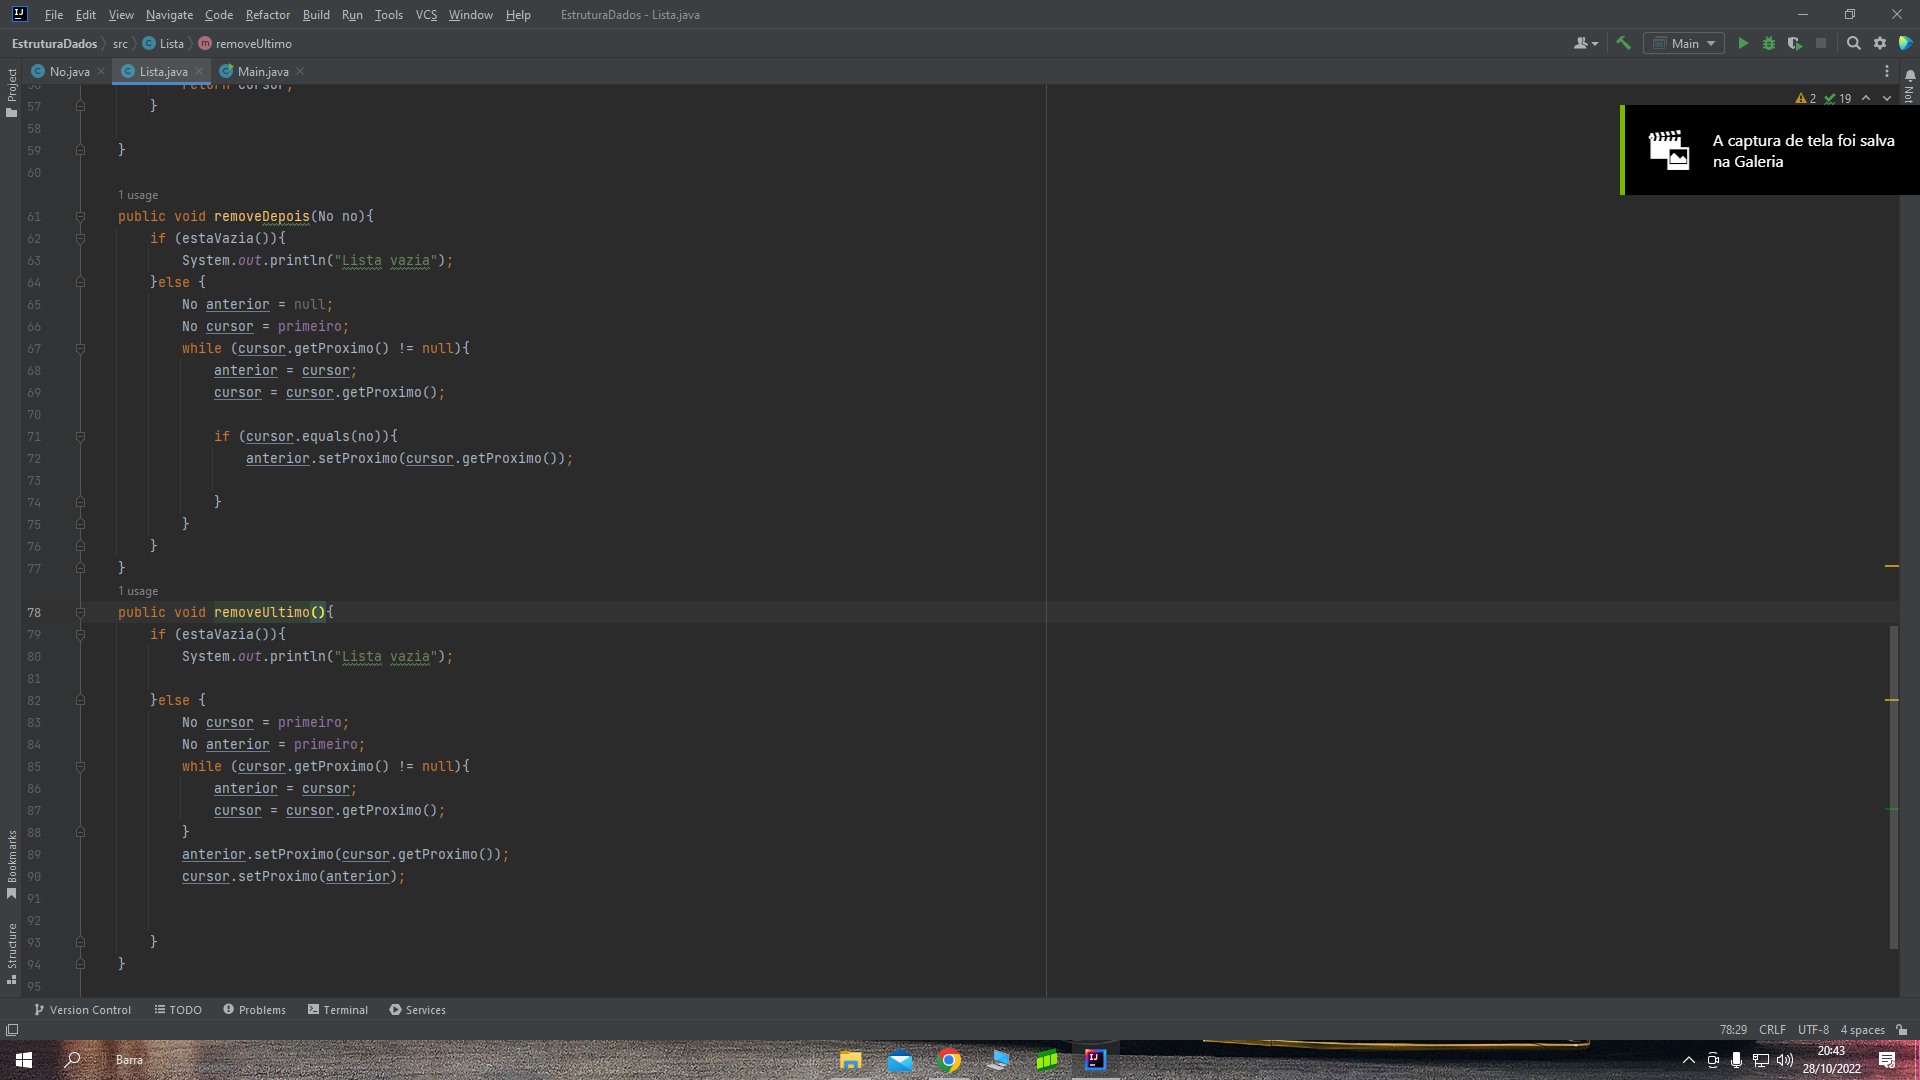 File Edit View Navigate Code Refactor Build Run Tools VCS Window Help EstruturaDados - Lista.java
EstruturaDados src Lista removeUltimo
Main
No.java Lista.java Main.java
Project
56 return cursor;
57 }
2 19
58
59 }
60
A captura de tela foi salva
na Galeria
1 usage
61 public void removeDepois(No no){
62 if (estaVazia()){
63 System.out.println("Lista vazia");
64 }else {
65 No anterior = null;
66 No cursor = primeiro;
67 while (cursor.getProximo() != null){
68 anterior = cursor;
69 cursor = cursor.getProximo();
70
71 if (cursor.equals(no)){
72 anterior.setProximo(cursor.getProximo());
73
74 }
75 }
76 }
77 }
1 usage
78 public void removeUltimo(){
79 if (estaVazia()){
80 System.out.println("Lista vazia");
81
82 }else {
83 No cursor = primeiro;
84 No anterior = primeiro;
85 while (cursor.getProximo() != null){
86 anterior = cursor;
87 cursor = cursor.getProximo();
88 }
89 anterior.setProximo(cursor.getProximo());
90 cursor.setProximo(anterior);
91
92
93 }
94 }
95
Bookmarks
Structure
Not
Version Control TODO Problems Terminal Services
78:29 CRLF UTF-8 4 spaces
Barra
20:43
28/10/2022